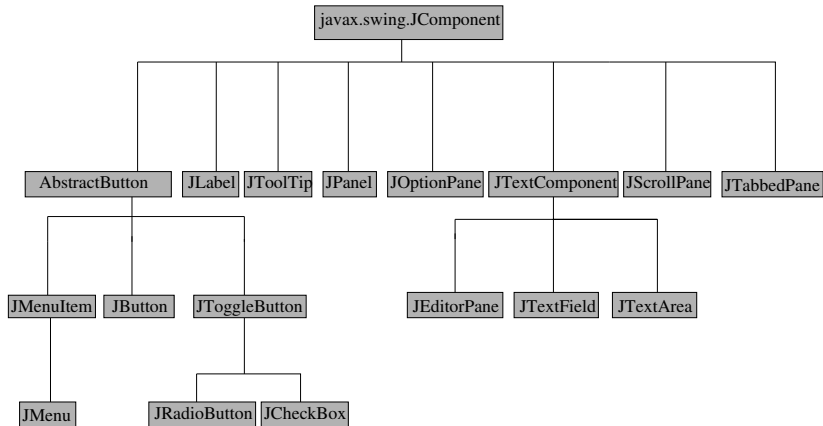 javax.swing.JComponent
AbstractButton
JLabel
JToolTip
JPanel
JOptionPane
JTextComponent
JScrollPane
JTabbedPane
JMenuItem
JButton
JToggleButton
JEditorPane
JTextField
JTextArea
JMenu
JRadioButton
JCheckBox